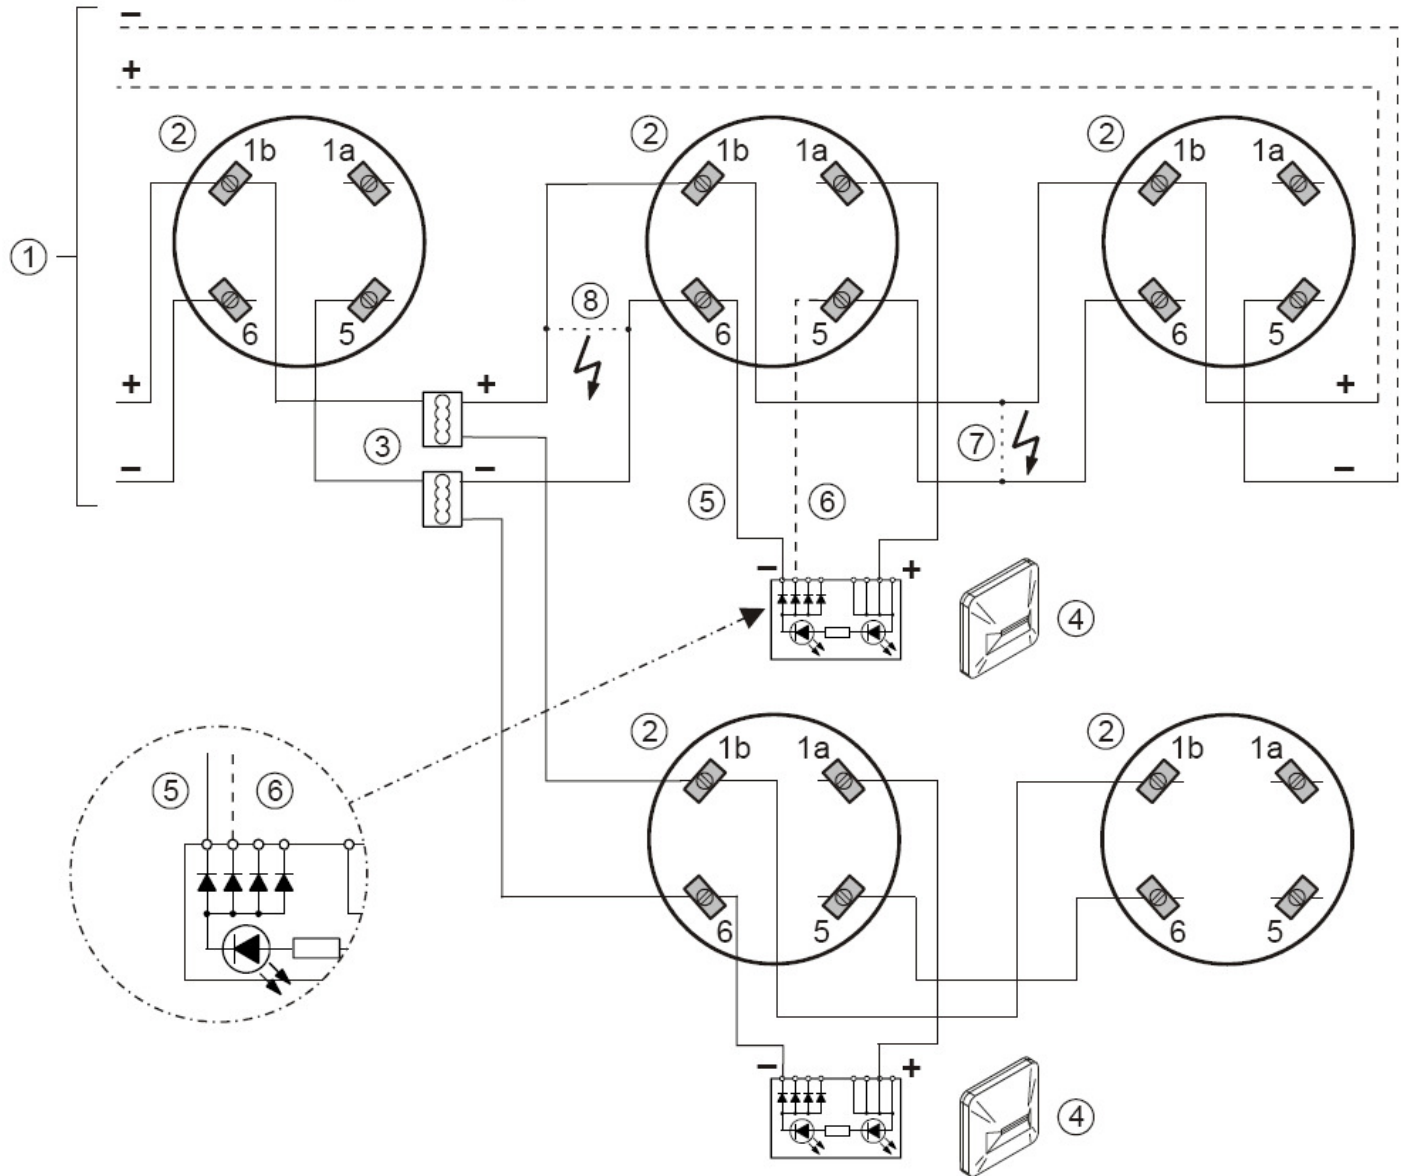 −
+
② ② ②
1b 1a 1b 1a 1b 1a
①
⑧
6 5 6 5 6 5
+ + +
③ ⑦
− − −
⑤ ⑥
− +
④
② ②
1b 1a 1b 1a
⑤ ⑥
6 5 6 5
− +
④